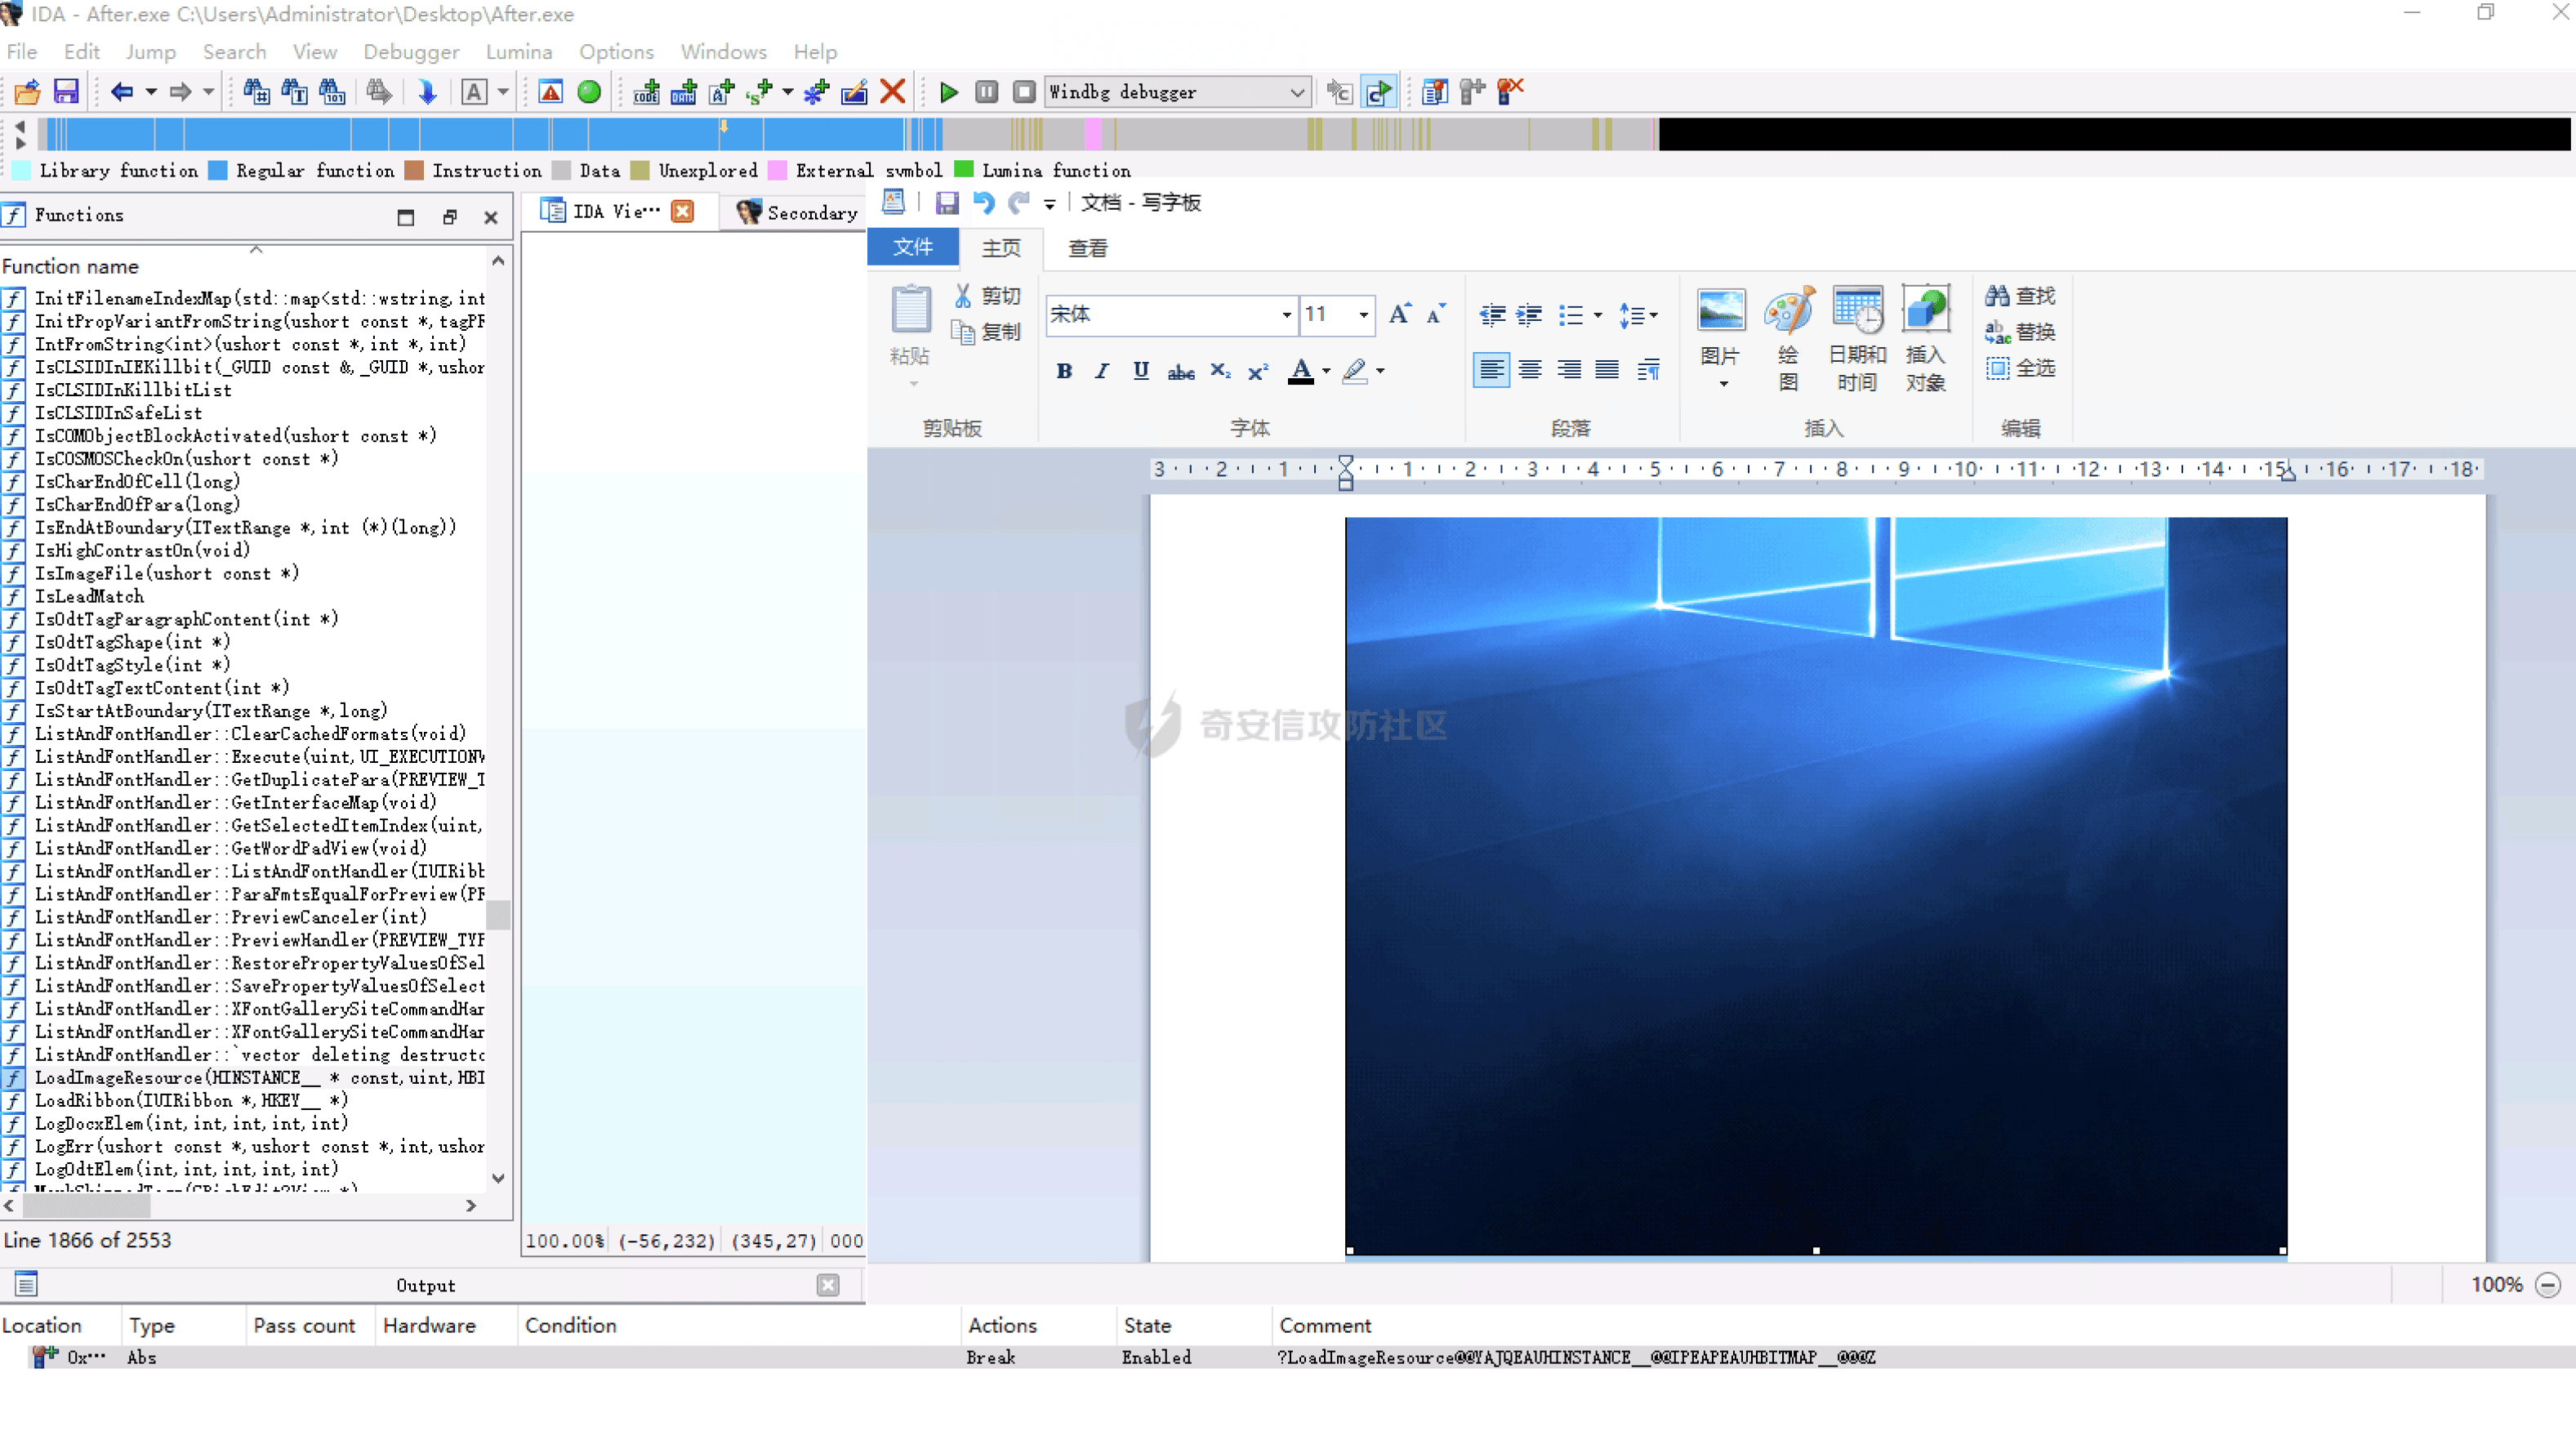 IDA - After.exe C:\Users\Administrator\Desktop\After.exe
File Edit Jump Search View Debugger Lumina Options Windows Help
Windbg debugger
Library function Regular function Instruction Data Unexplored External symbol Lumina function
Functions
IDA Vie…
Secondary
Function name
InitFilenameIndexMap(std::map<std::wstring,int
InitPropVariantFromString(ushort const *,tagPR
IntFromString<int>(ushort const *,int *,int)
IsCLSIDInIEKillbit(_GUID const &,_GUID *,ushor
IsCLSIDInKillbitList
IsCLSIDInSafeList
IsCOMObjectBlockActivated(ushort const *)
IsCOSMOSCheckOn(ushort const *)
IsCharEndOfCell(long)
IsCharEndOfPara(long)
IsEndAtBoundary(ITextRange *,int (*)(long))
IsHighContrastOn(void)
IsImageFile(ushort const *)
IsLeadMatch
IsOdtTagParagraphContent(int *)
IsOdtTagShape(int *)
IsOdtTagStyle(int *)
IsOdtTagTextContent(int *)
IsStartAtBoundary(ITextRange *,long)
ListAndFontHandler::ClearCachedFormats(void)
ListAndFontHandler::Execute(uint,UI_EXECUTIONV
ListAndFontHandler::GetDuplicatePara(PREVIEW_T
ListAndFontHandler::GetInterfaceMap(void)
ListAndFontHandler::GetSelectedItemIndex(uint,
ListAndFontHandler::GetWordPadView(void)
ListAndFontHandler::ListAndFontHandler(IUIRibb
ListAndFontHandler::ParaFmtsEqualForPreview(PR
ListAndFontHandler::PreviewCanceler(int)
ListAndFontHandler::PreviewHandler(PREVIEW_TYP
ListAndFontHandler::RestorePropertyValuesOfSel
ListAndFontHandler::SavePropertyValuesOfSelect
ListAndFontHandler::XFontGallerySiteCommandHar
ListAndFontHandler::XFontGallerySiteCommandHar
ListAndFontHandler::`vector deleting destructo
LoadImageResource(HINSTANCE__ * const,uint,HBI
LoadRibbon(IUIRibbon *,HKEY__ *)
LogDocxElem(int,int,int,int,int)
LogErr(ushort const *,ushort const *,int,ushor
LogOdtElem(int,int,int,int,int)
Line 1866 of 2553
100.00% (-56,232) (345,27) 000
文档 - 写字板
文件 主页 查看
粘贴
剪切
复制
剪贴板
宋体 11
B I U abc X₂ X² A
字体
段落
图片
绘图
日期和时间
插入对象
插入
查找
替换
全选
编辑
3 2 1 1 2 3 4 5 6 7 8 9 10 11 12 13 14 15 16 17 18
奇安信攻防社区
100%
Output
Location Type Pass count Hardware Condition Actions State Comment
0x… Abs Break Enabled ?LoadImageResource@@YAJQEAUHINSTANCE__@@IPEAPEAUHBITMAP__@@@Z